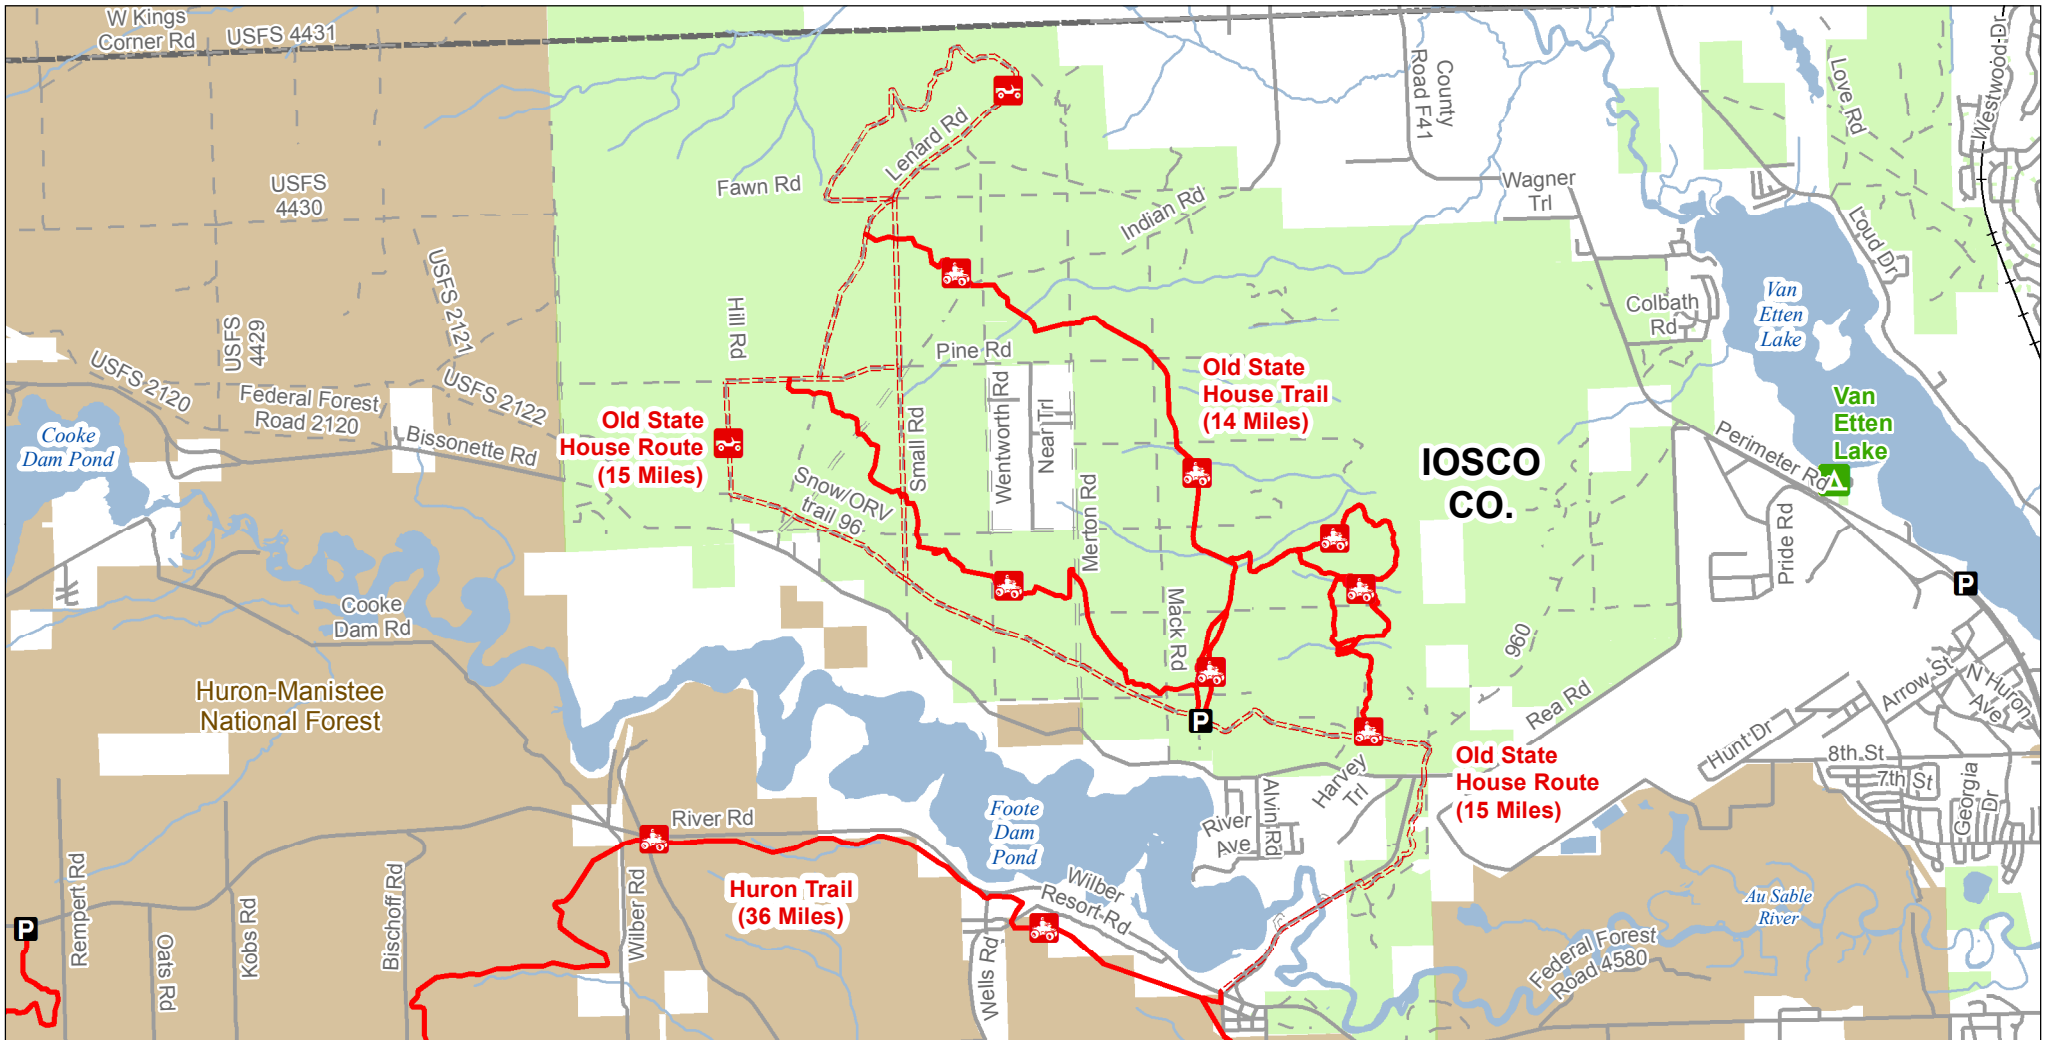 W Kings
Corner Rd
USFS 4431
County
Road F41
Love Rd
Westwood Dr
Lenard Rd
Fawn Rd
USFS
4430
Indian Rd
Wagner
Trl
Loud Dr
USFS 2121
Hill Rd
USFS
4429
Colbath
Rd
Van
Etten
Lake
Pine Rd
USFS 2120
Federal Forest
Road 2120
USFS 2122
Old State
House Trail
(14 Miles)
Wentworth Rd
Near Trl
Van
Etten
Lake
Cooke
Dam Pond
Bissonette Rd
Old State
House Route
(15 Miles)
Small Rd
Snow/ORV
trail 96
Merton Rd
IOSCO
CO.
Perimeter Rd
Pride Rd
P
Cooke
Dam Rd
Mack Rd
960
Huron-Manistee
National Forest
P
Rea Rd
Arrow St
N Huron
Ave
Hunt Dr
8th St
7th St
Georgia
Dr
Old State
House Route
(15 Miles)
Harvey
Trl
Alvin Rd
River
Ave
Foote
Dam
Pond
River Rd
Huron Trail
(36 Miles)
Wilber
Resort Rd
Au Sable
River
P
Rempert Rd
Oats Rd
Kobs Rd
Bischoff Rd
Wilber Rd
Wells Rd
Federal Forest
Road 4580